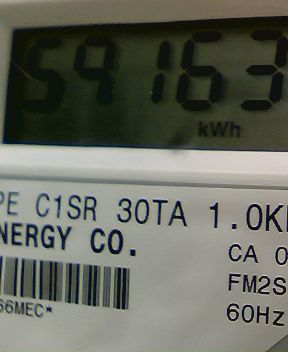 59163
kWh
PE C1SR 30TA 1.0K
NERGY CO.
CA 0
FM2S
66MEC*
60Hz